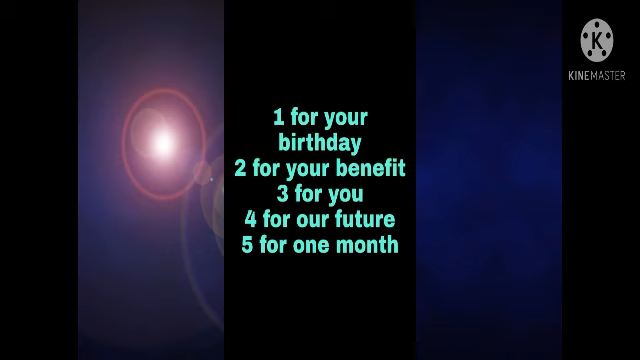 K
KINEMASTER
1 for your
birthday
2 for your benefit
3 for you
4 for our future
5 for one month